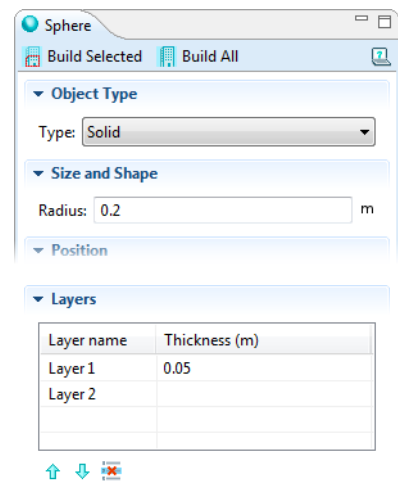 Sphere
Build Selected Build All
Object Type
Type: Solid
Size and Shape
Radius: 0.2 m
Position
Layers
Layer name Thickness (m)
Layer 1 0.05
Layer 2